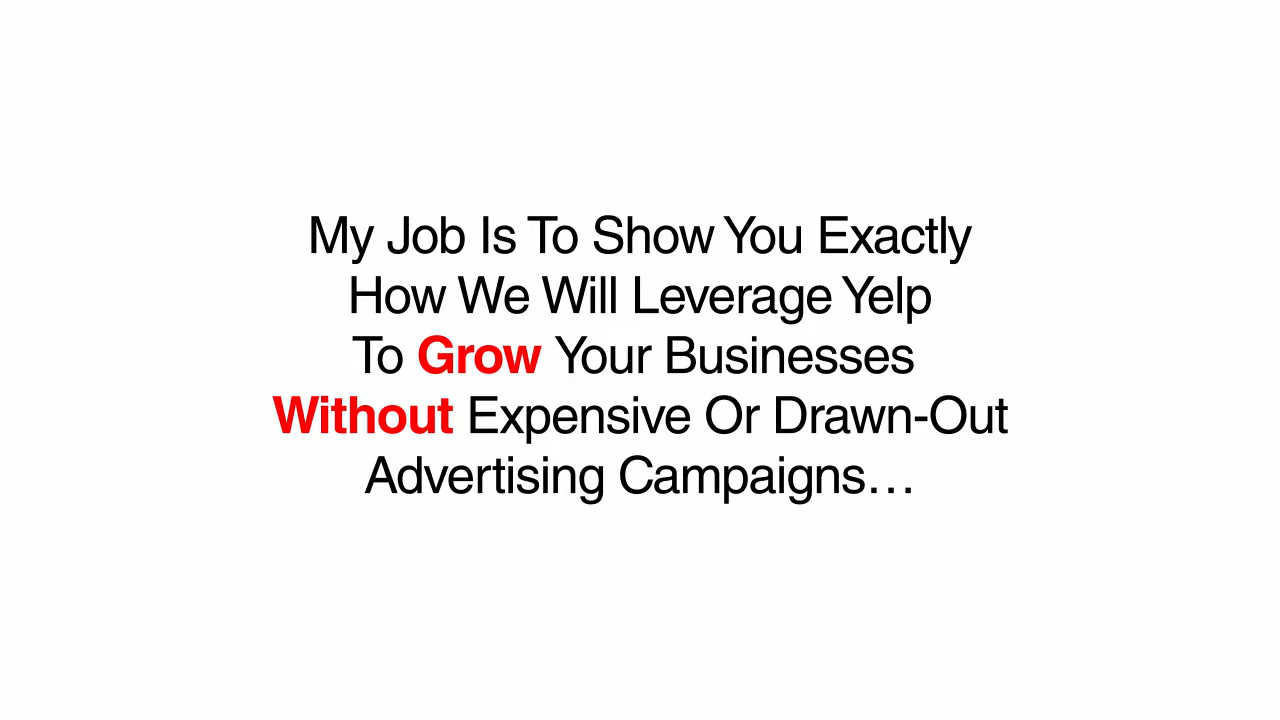 My Job Is To Show You Exactly
How We Will Leverage Yelp
To Grow Your Businesses
Without Expensive Or Drawn-Out
Advertising Campaigns…